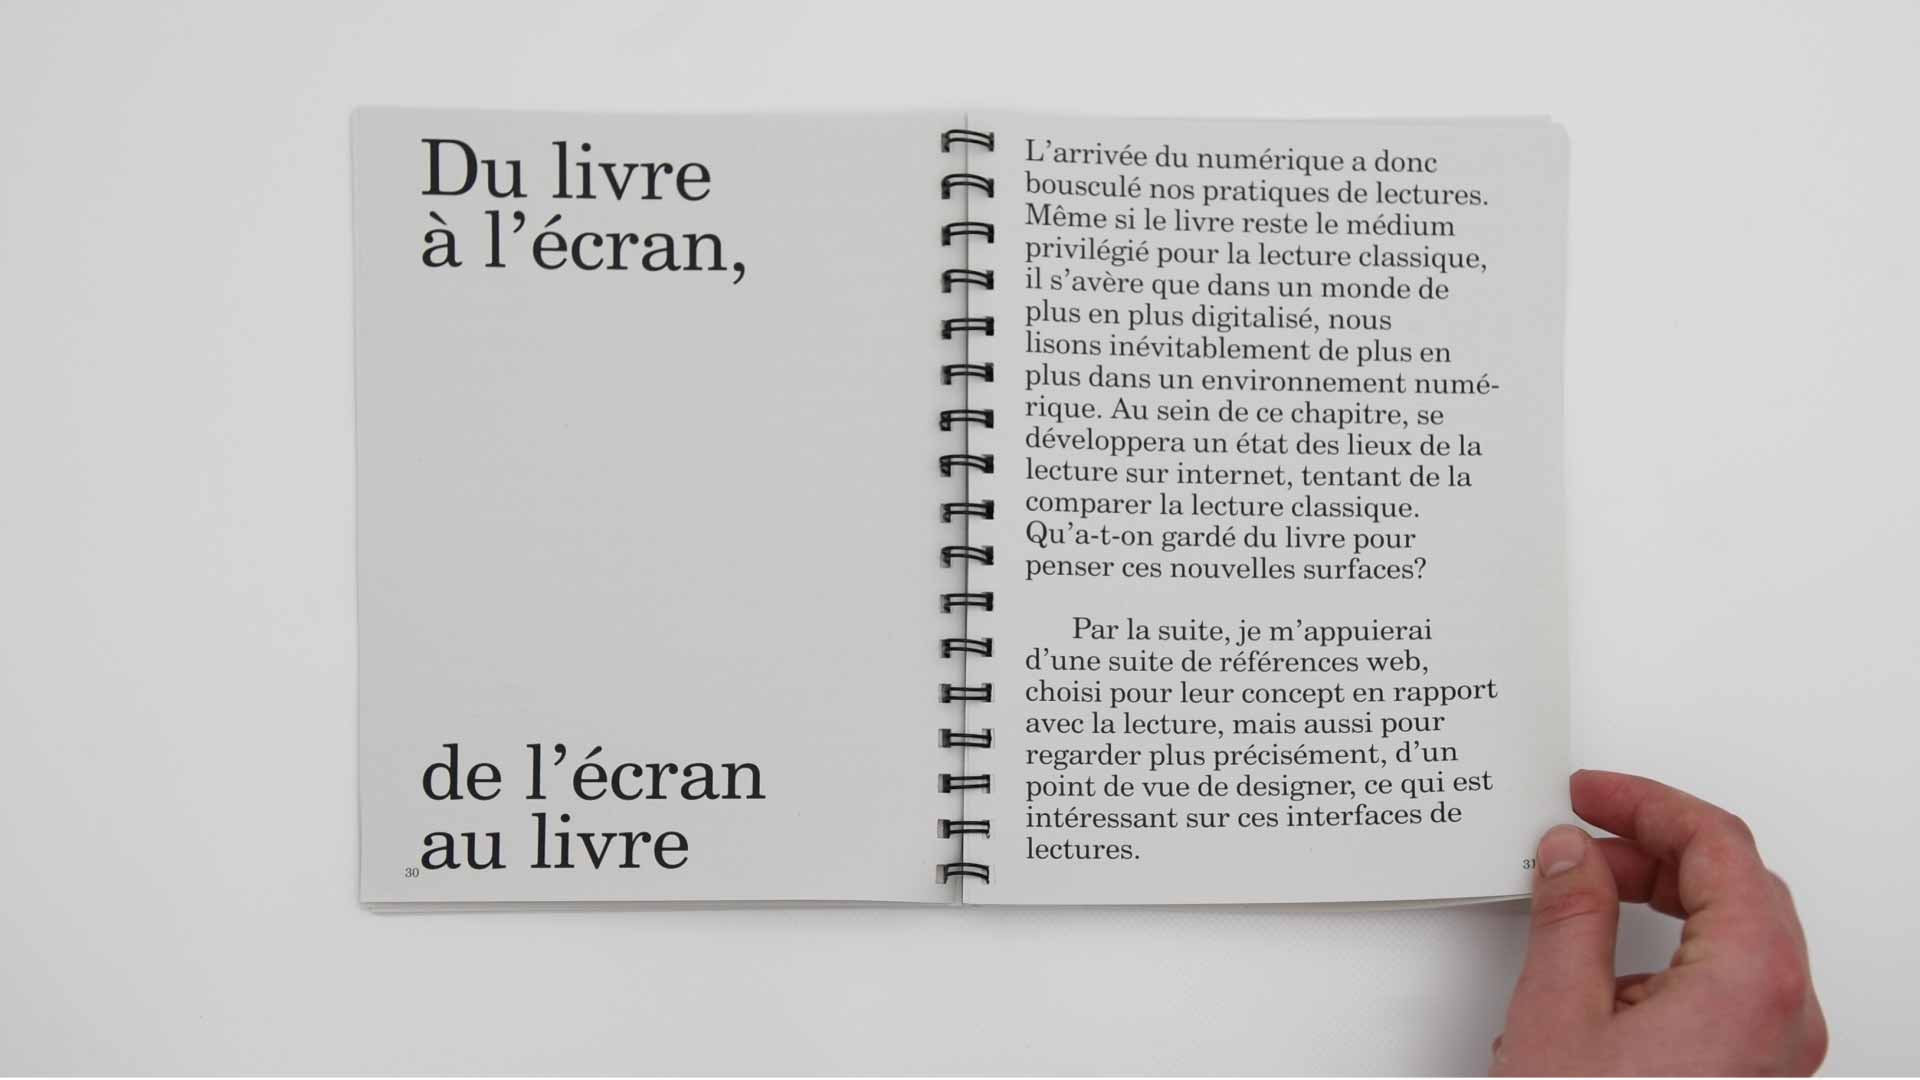 Du livre
à l’écran,
de l’écran
au livre
30
L’arrivée du numérique a donc
bousculé nos pratiques de lectures.
Même si le livre reste le médium
privilégié pour la lecture classique,
il s’avère que dans un monde de
plus en plus digitalisé, nous
lisons inévitablement de plus en
plus dans un environnement numé-
rique. Au sein de ce chapitre, se
développera un état des lieux de la
lecture sur internet, tentant de la
comparer la lecture classique.
Qu’a-t-on gardé du livre pour
penser ces nouvelles surfaces?
Par la suite, je m’appuierai
d’une suite de références web,
choisi pour leur concept en rapport
avec la lecture, mais aussi pour
regarder plus précisément, d’un
point de vue de designer, ce qui est
intéressant sur ces interfaces de
lectures.
31